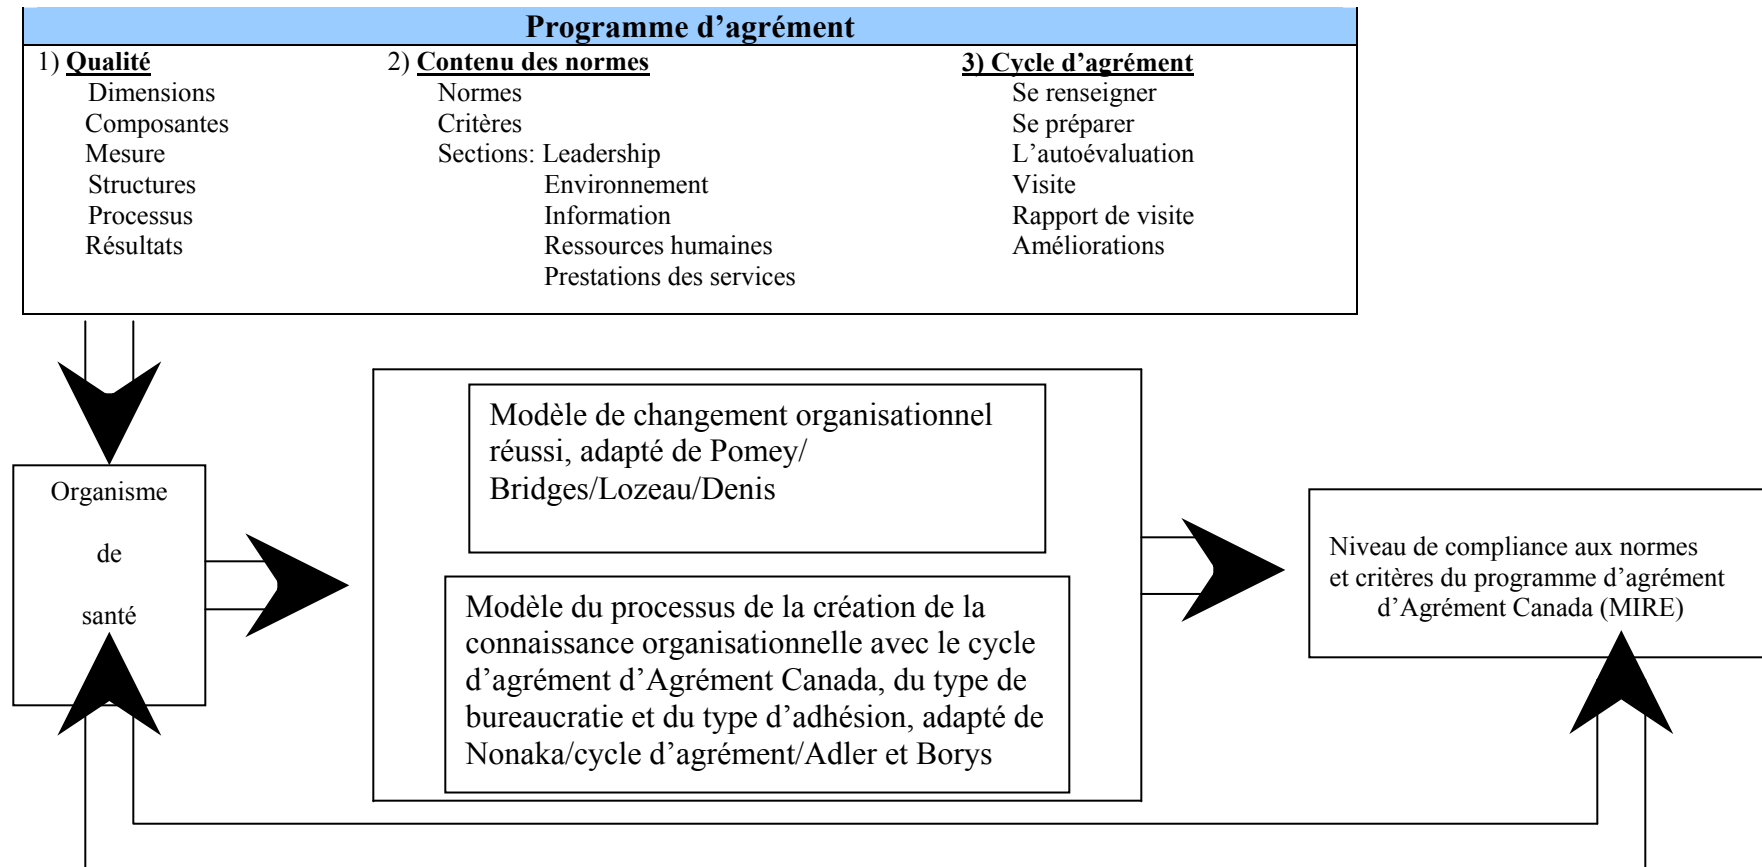 Programme d’agrément
1) Qualité
Dimensions
Composantes
Mesure
Structures
Processus
Résultats
2) Contenu des normes
Normes
Critères
Sections: Leadership
Environnement
Information
Ressources humaines
Prestations des services
3) Cycle d’agrément
Se renseigner
Se préparer
L’autoévaluation
Visite
Rapport de visite
Améliorations
Organisme
de
santé
Modèle de changement organisationnel
réussi, adapté de Pomey/
Bridges/Lozeau/Denis
Modèle du processus de la création de la
connaissance organisationnelle avec le cycle
d’agrément d’Agrément Canada, du type de
bureaucratie et du type d’adhésion, adapté de
Nonaka/cycle d’agrément/Adler et Borys
Niveau de compliance aux normes
et critères du programme d’agrément
d’Agrément Canada (MIRE)